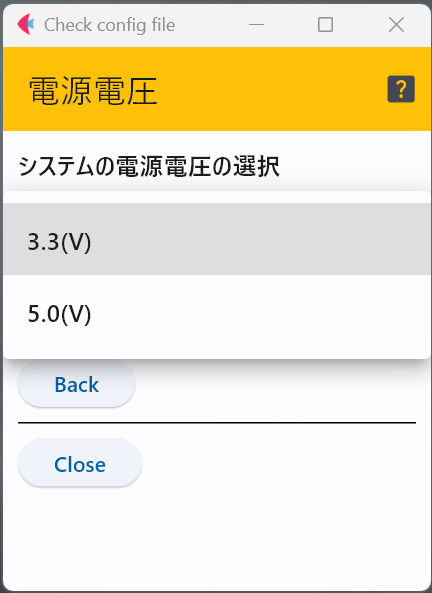 Check config file
電源電圧
?
システムの電源電圧の選択
3.3(V)
5.0(V)
Back
Close